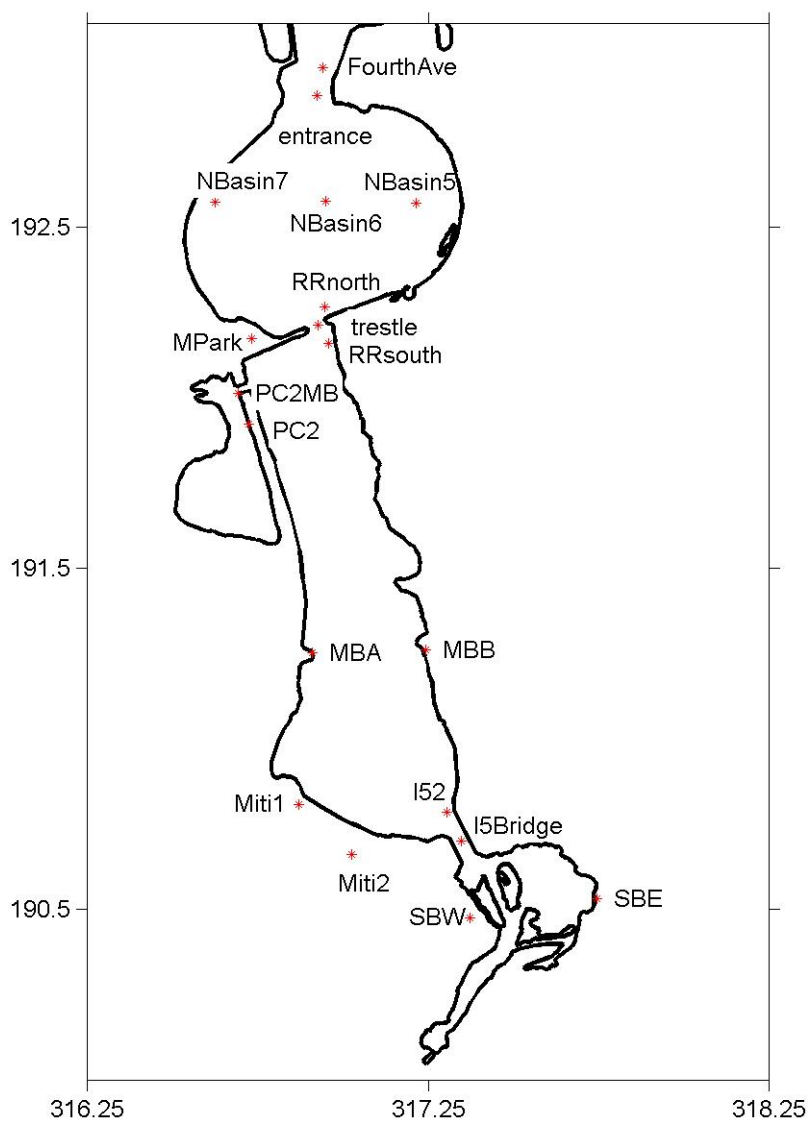 FourthAve
entrance
NBasin7
NBasin5
NBasin6
192.5
RRnorth
trestle
MPark
RRsouth
PC2MB
PC2
191.5
MBA
MBB
I52
Miti1
I5Bridge
Miti2
190.5
SBW
SBE
316.25
317.25
318.25